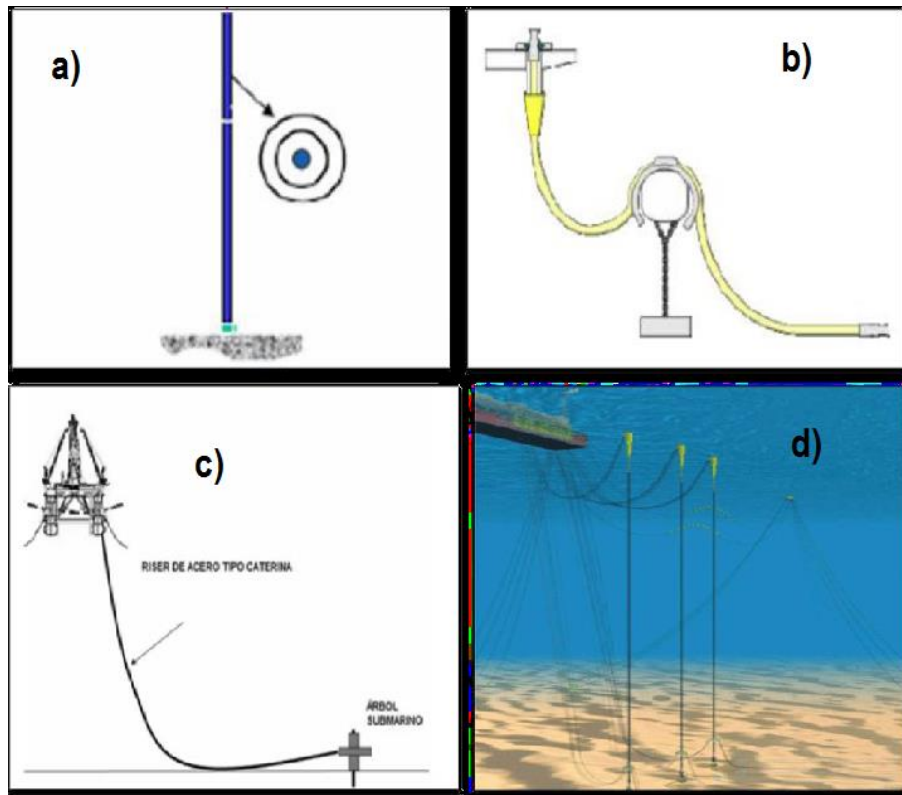 a)
b)
c)
RISER DE ACERO TIPO CATERINA
ÁRBOL
SUBMARINO
d)